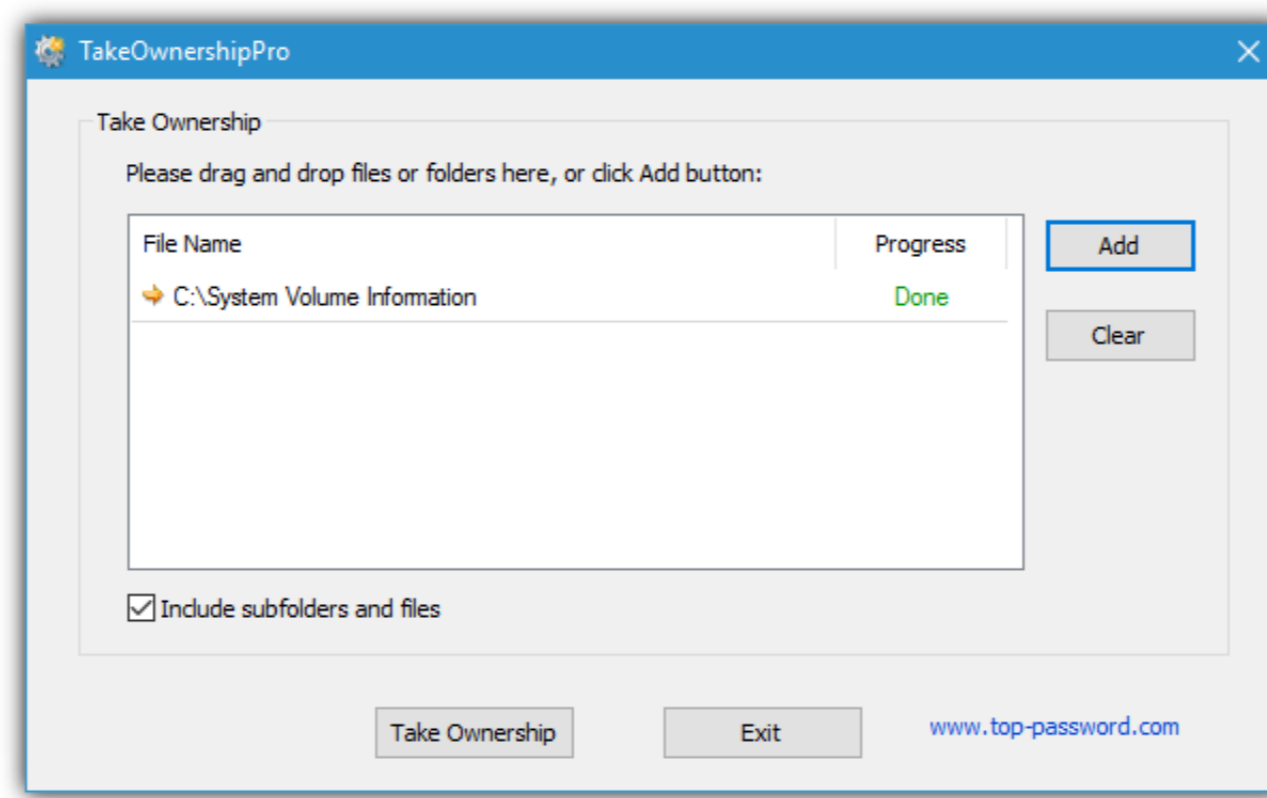 TakeOwnershipPro
Take Ownership
Please drag and drop files or folders here, or click Add button:
File Name Progress
Add
C:\System Volume Information Done
Clear
Include subfolders and files
Take Ownership Exit www.top-password.com